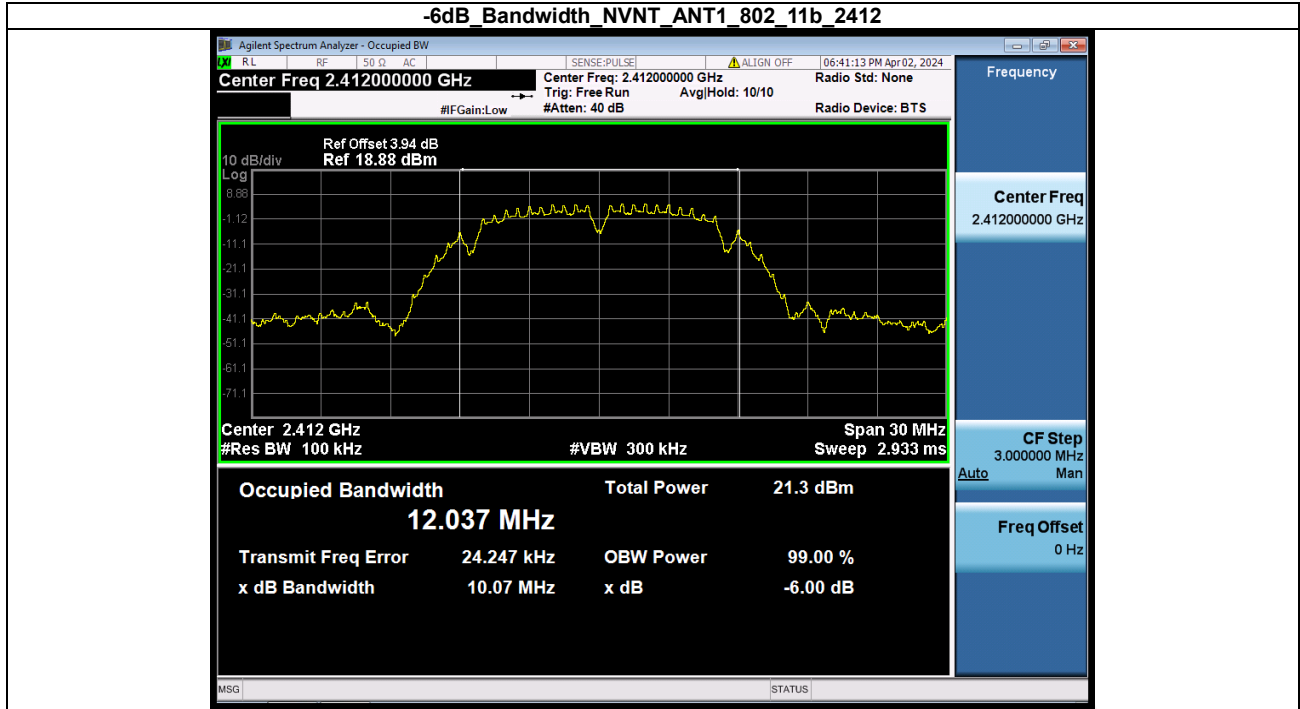 -6dB_Bandwidth_NVNT_ANT1_802_11b_2412
Agilent Spectrum Analyzer - Occupied BW
LXI RL RF 50 Ω AC SENSE:PULSE ALIGN OFF 06:41:13 PM Apr 02, 2024
Center Freq 2.412000000 GHz
Center Freq: 2.412000000 GHz Radio Std: None
Trig: Free Run Avg|Hold: 10/10
#IFGain:Low #Atten: 40 dB Radio Device: BTS
Frequency
Ref Offset 3.94 dB
10 dB/div Ref 18.88 dBm
Log
8.88
-1.12
-11.1
-21.1
-31.1
-41.1
-51.1
-61.1
-71.1
Center 2.412 GHz Span 30 MHz
#Res BW 100 kHz #VBW 300 kHz Sweep 2.933 ms
Occupied Bandwidth Total Power 21.3 dBm
12.037 MHz
Transmit Freq Error 24.247 kHz OBW Power 99.00 %
x dB Bandwidth 10.07 MHz x dB -6.00 dB
Center Freq
2.412000000 GHz
CF Step
3.000000 MHz
Auto Man
Freq Offset
0 Hz
MSG STATUS